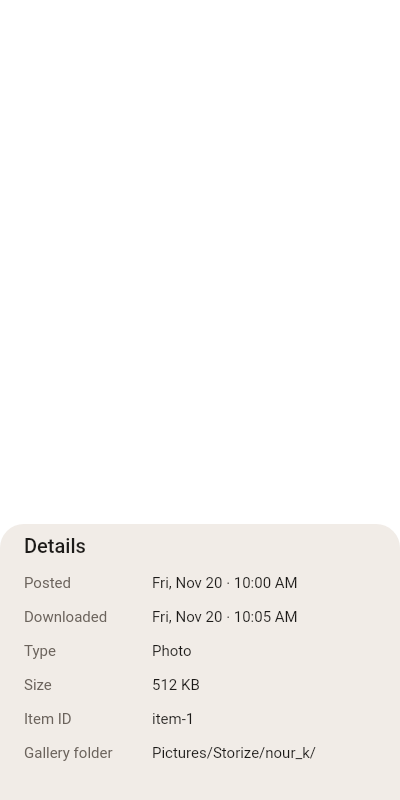 Details
Posted Fri, Nov 20 · 10:00 AM
Downloaded Fri, Nov 20 · 10:05 AM
Type Photo
Size 512 KB
Item ID item-1
Gallery folder Pictures/Storize/nour_k/